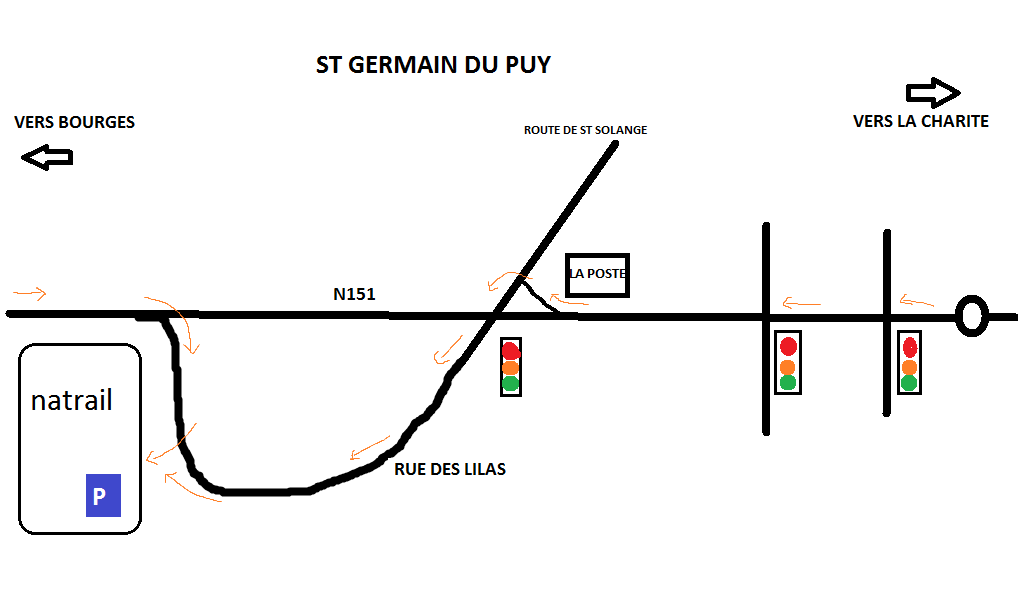 ST GERMAIN DU PUY
VERS BOURGES
VERS LA CHARITE
ROUTE DE ST SOLANGE
LA POSTE
N151
natrail
P
RUE DES LILAS